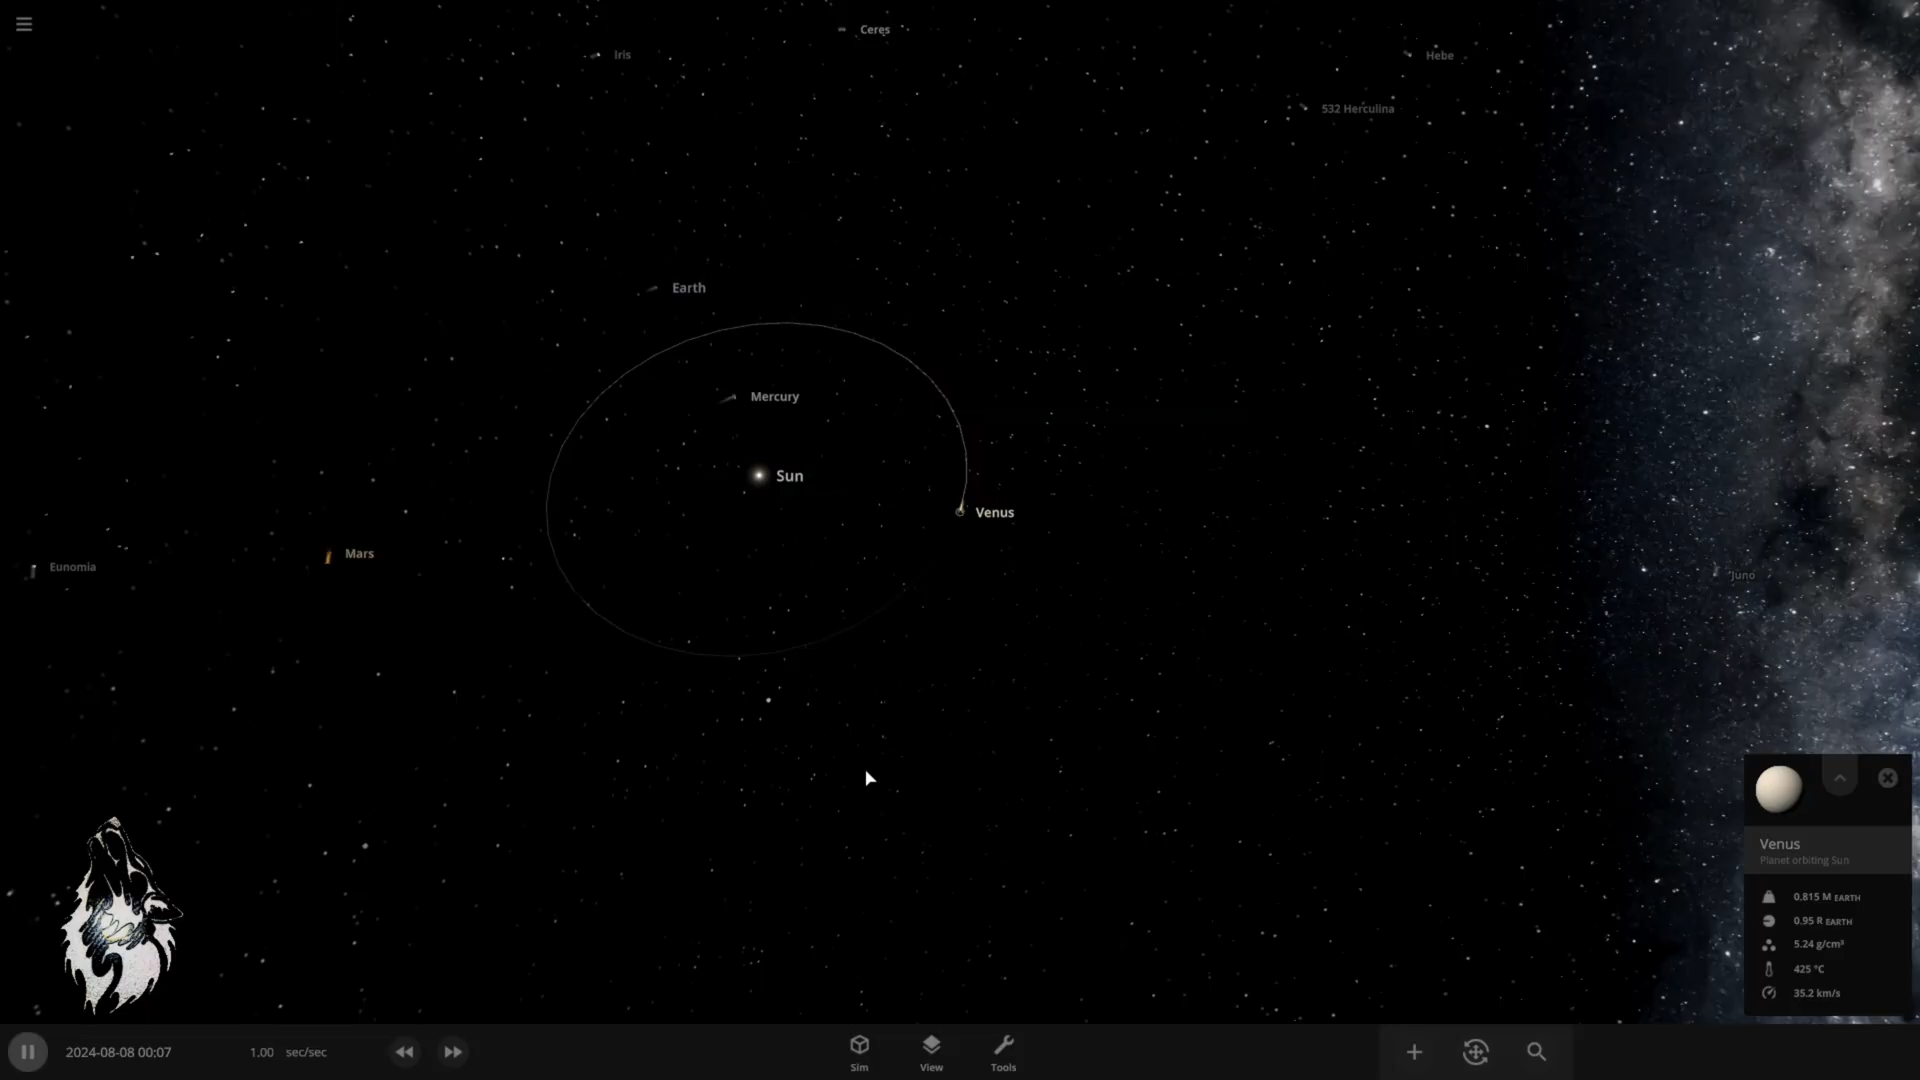 Ceres
Iris
Hebe
532 Herculina
Earth
Mercury
Sun
Venus
Mars
Eunomia
Juno
Venus
Planet orbiting Sun
0.815 M EARTH
0.95 R EARTH
5.24 g/cm³
425 °C
35.2 km/s
2024-08-08 00:07
1.00 sec/sec
Sim
View
Tools